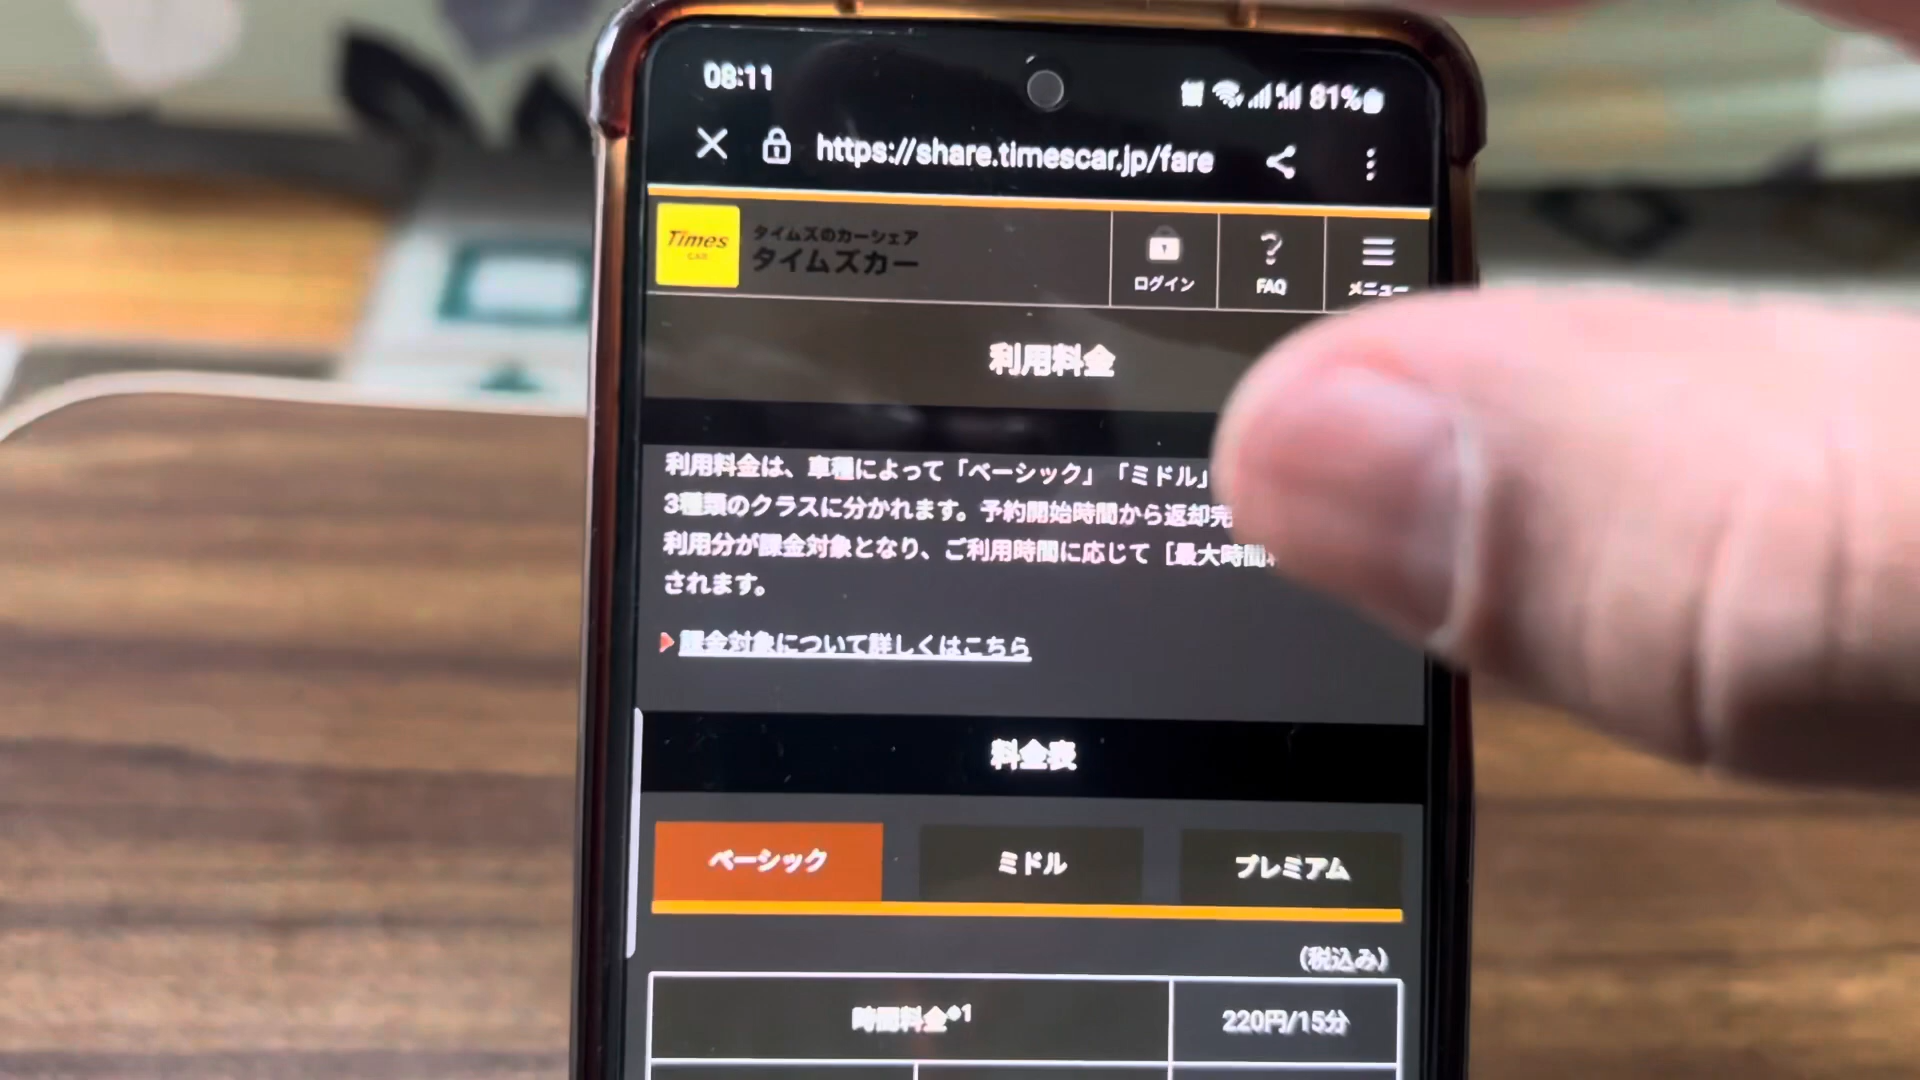 08:11
81%
https://share.timescar.jp/fare
Times
CAR
タイムズのカーシェア
タイムズカー
ログイン
FAQ
メニュー
利用料金
利用料金は、車種によって「ベーシック」「ミドル」
3種類のクラスに分かれます。予約開始時間から返却完
利用分が課金対象となり、ご利用時間に応じて［最大時間
されます。
課金対象について詳しくはこちら
料金表
ベーシック
ミドル
プレミアム
(税込み)
時間料金※1
220円/15分